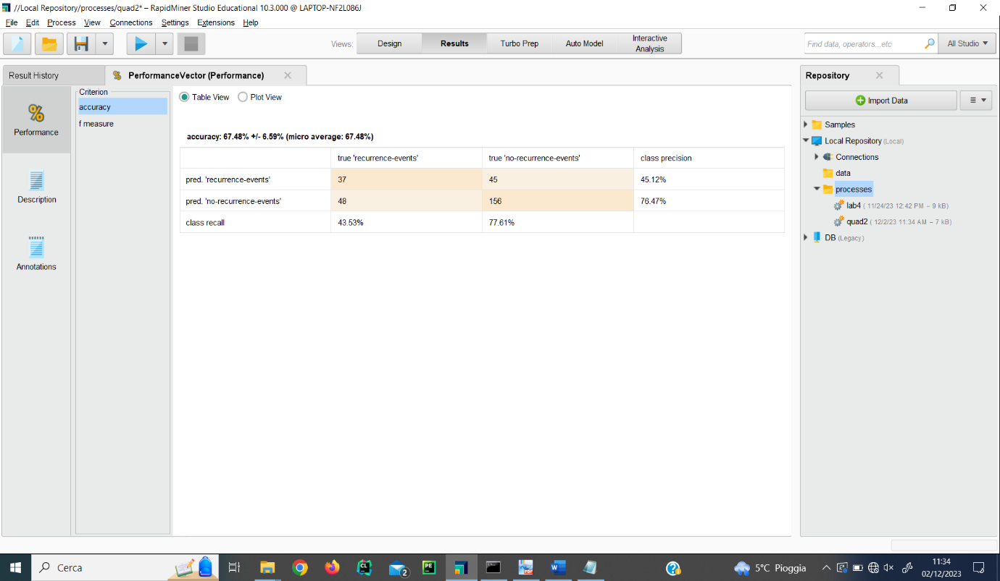 //Local Repository/processes/quad2* – RapidMiner Studio Educational 10.3.000 @ LAPTOP-NF2L086J
File Edit Process View Connections Settings Extensions Help
Views: Design Results Turbo Prep Auto Model Interactive Analysis Find data, operators...etc All Studio
Result History PerformanceVector (Performance) Repository
Criterion
accuracy
f measure
Performance
Description
Annotations
Table View Plot View
accuracy: 67.48% +/- 6.59% (micro average: 67.48%)
true 'recurrence-events' true 'no-recurrence-events' class precision
pred. 'recurrence-events' 37 45 45.12%
pred. 'no-recurrence-events' 48 156 76.47%
class recall 43.53% 77.61%
Import Data
Samples
Local Repository (Local)
Connections
data
processes
lab4 ( 11/24/23 12:42 PM – 9 kB)
quad2 ( 12/2/23 11:34 AM – 7 kB)
DB (Legacy)
Cerca CL 2 PE PDF W 5°C Pioggia 11:34
02/12/2023